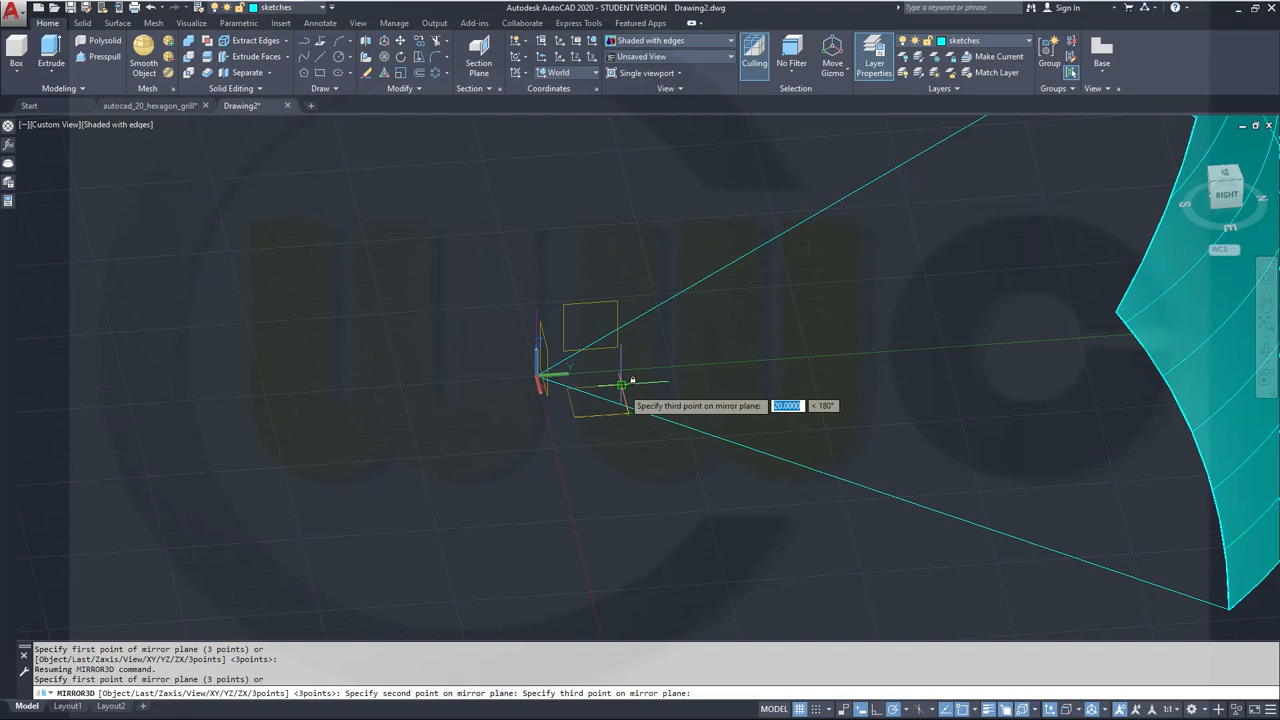 sketches
Autodesk AutoCAD 2020 - STUDENT VERSION Drawing2.dwg
Type a keyword or phrase
Sign In
Home Solid Surface Mesh Visualize Parametric Insert Annotate View Manage Output Add-ins Collaborate Express Tools Featured Apps
Polysolid
Presspull
Box
Extrude
Smooth
Object
Extract Edges
Extrude Faces
Separate
Section
Plane
World
Shaded with edges
Unsaved View
Single viewport
Culling
No Filter
Move
Gizmo
Layer
Properties
sketches
Make Current
Match Layer
Group
Base
Modeling
Mesh
Solid Editing
Draw
Modify
Section
Coordinates
View
Selection
Layers
Groups
View
Start
autocad_20_hexagon_grill*
Drawing2*
[−][Custom View][Shaded with edges]
RIGHT
S
N
E
WCS
Y
Specify third point on mirror plane: 20.0000 < 180°
Specify first point of mirror plane (3 points) or
[Object/Last/Zaxis/View/XY/YZ/ZX/3points] <3points>:
Resuming MIRROR3D command.
Specify first point of mirror plane (3 points) or
MIRROR3D [Object/Last/Zaxis/View/XY/YZ/ZX/3points] <3points>: Specify second point on mirror plane: Specify third point on mirror plane:
Model Layout1 Layout2
MODEL
1:1